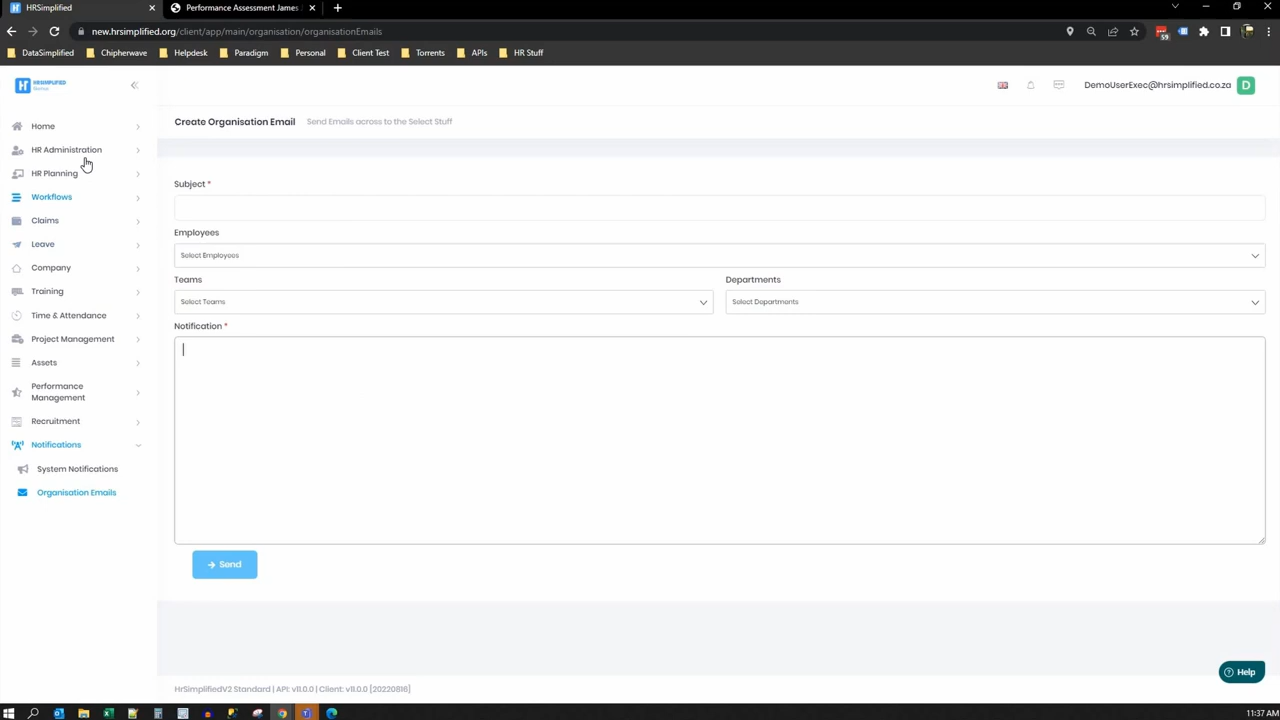 HRSimplified
Performance Assessment James
new.hrsimplified.org/client/app/main/organisation/organisationEmails
59
DataSimplified
Chipherwave
Helpdesk
Paradigm
Personal
Client Test
Torrents
APIs
HR Stuff
HRSIMPLIFIED
DemoUserExec@hrsimplified.co.za
D
Home
HR Administration
HR Planning
Workflows
Claims
Leave
Company
Training
Time & Attendance
Project Management
Assets
Performance
Management
Recruitment
Notifications
System Notifications
Organisation Emails
Create Organisation Email
Send Emails across to the Select Stuff
Subject *
Employees
Select Employees
Teams
Departments
Select Teams
Select Departments
Notification *
Send
Help
HrSimplifiedV2 Standard | API: v11.0.0 | Client: v11.0.0 [20220816]
11:37 AM